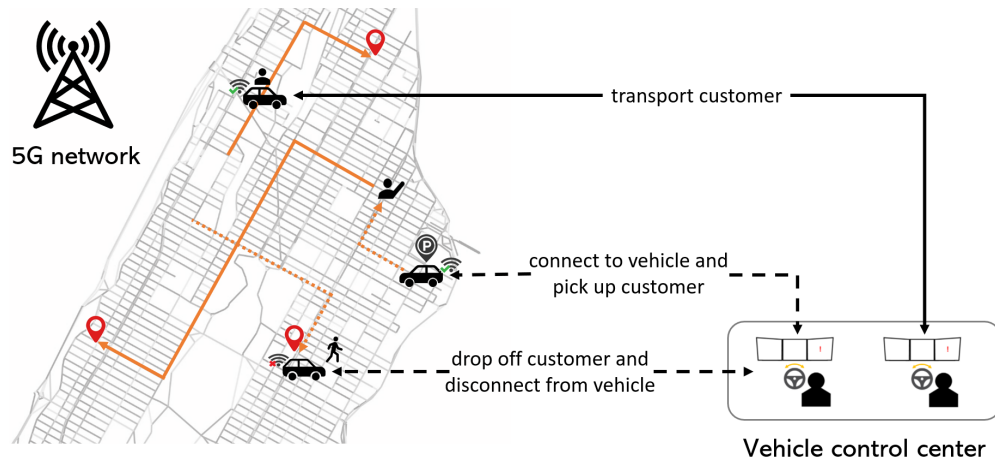 transport customer
5G network
P
connect to vehicle and
pick up customer
!
!
drop off customer and
disconnect from vehicle
Vehicle control center